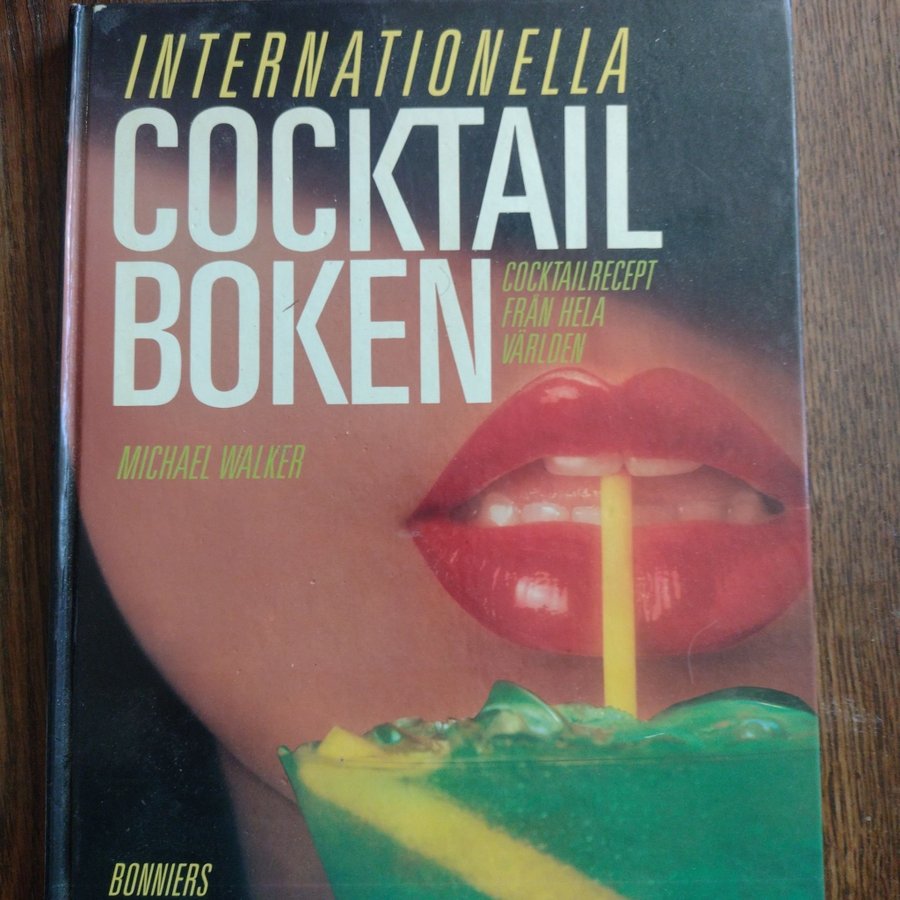 INTERNATIONELLA
COCKTAIL
BOKEN
COCKTAILRECEPT
FRÅN HELA
VÄRLDEN
MICHAEL WALKER
BONNIERS